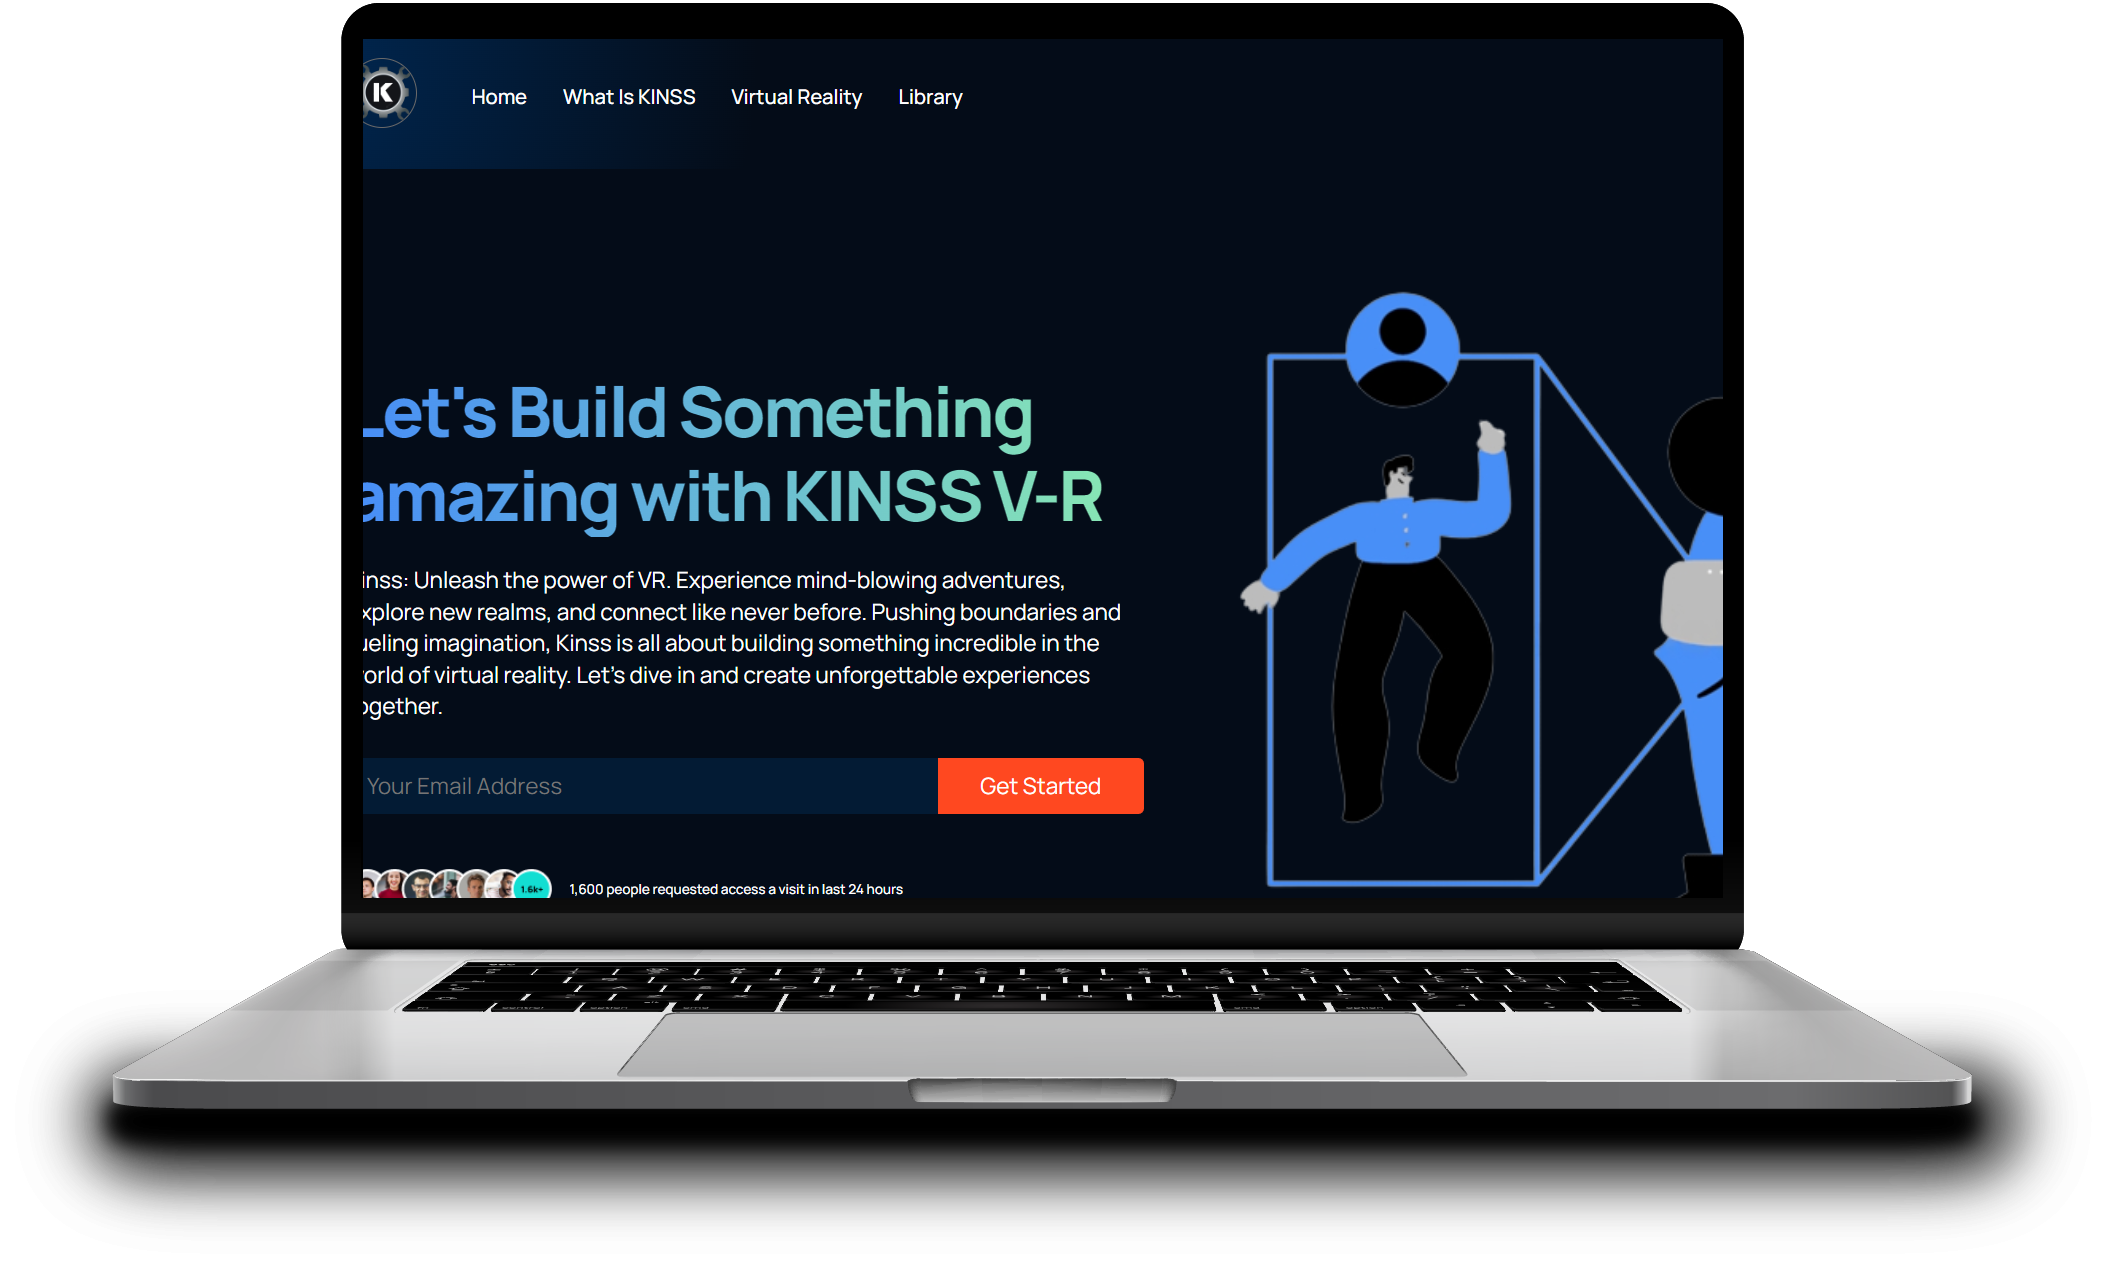 K
Home What Is KINSS Virtual Reality Library
Let's Build Something
amazing with KINSS V-R
inss: Unleash the power of VR. Experience mind-blowing adventures,
xplore new realms, and connect like never before. Pushing boundaries and
ueling imagination, Kinss is all about building something incredible in the
orld of virtual reality. Let's dive in and create unforgettable experiences
ogether.
Your Email Address Get Started
1.6k+ 1,600 people requested access a visit in last 24 hours